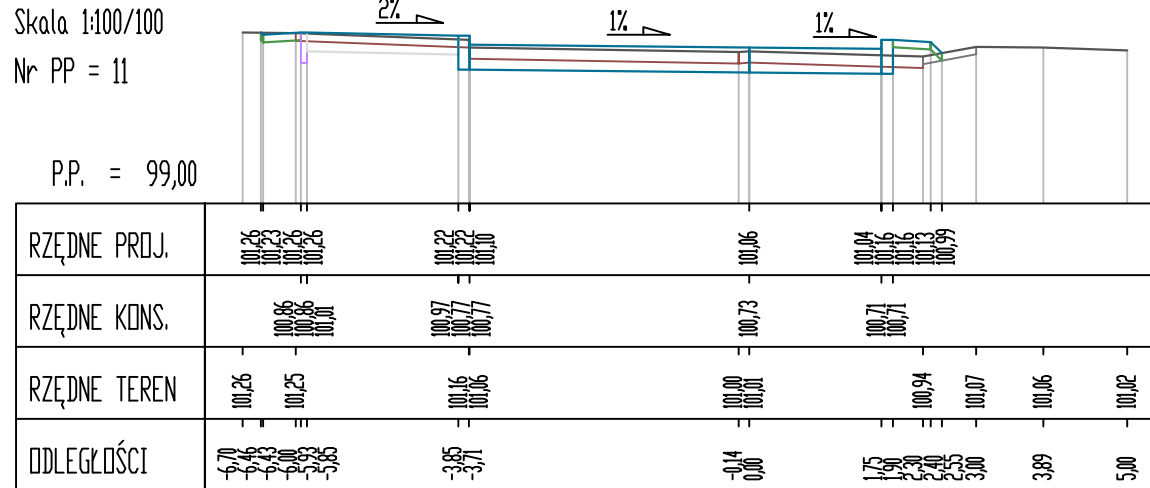 Skala 1:100/100
2%
1%
1%
Nr PP = 11
P.P. = 99,00
RZĘDNE PROJ. 101,26 101,23 101,26 101,26 101,22 101,22 101,10 101,06 101,04 101,16 101,16 101,13 100,99
RZĘDNE KONS. 100,86 100,86 101,01 100,97 100,77 100,77 100,73 100,71 100,71
RZĘDNE TEREN 101,26 101,25 101,16 101,06 101,00 101,01 100,94 101,07 101,06 101,02
ODLEGŁOŚCI -6,70 -6,46 -6,43 -6,00 -5,93 -5,85 -3,85 -3,71 -0,14 0,00 1,75 1,90 2,30 2,40 2,55 3,00 3,89 5,00